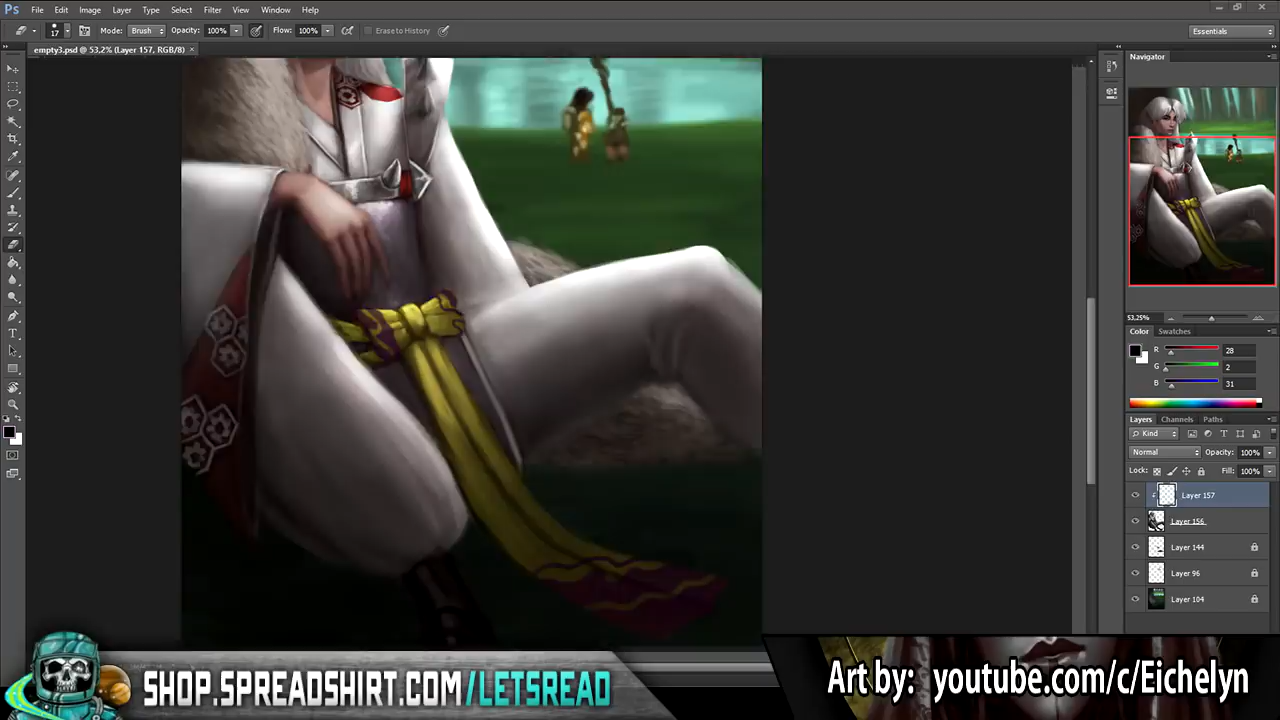 Ps File Edit Image Layer Type Select Filter View Window Help
17 Mode: Brush Opacity: 100% Flow: 100% Erase to History Essentials
empty3.psd @ 53,2% (Layer 157, RGB/8) ×
Navigator
53,25%
Color Swatches
R 28
G 2
B 31
Layers Channels Paths
Kind
Normal Opacity: 100%
Lock: Fill: 100%
Layer 157
Layer 156
Layer 144
Layer 96
Layer 104
SHOP.SPREADSHIRT.COM/LETSREAD
Art by: youtube.com/c/Eichelyn